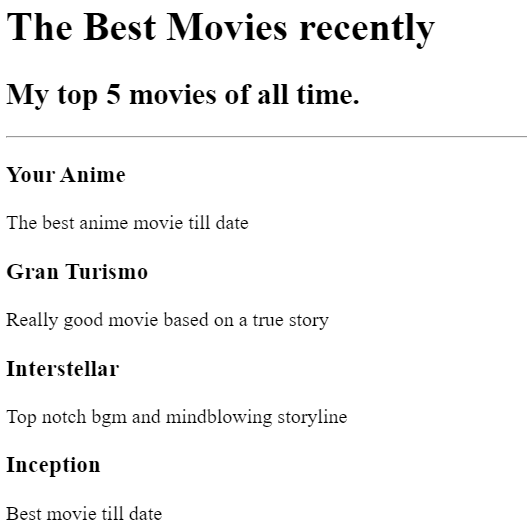 The Best Movies recently
My top 5 movies of all time.
Your Anime
The best anime movie till date
Gran Turismo
Really good movie based on a true story
Interstellar
Top notch bgm and mindblowing storyline
Inception
Best movie till date